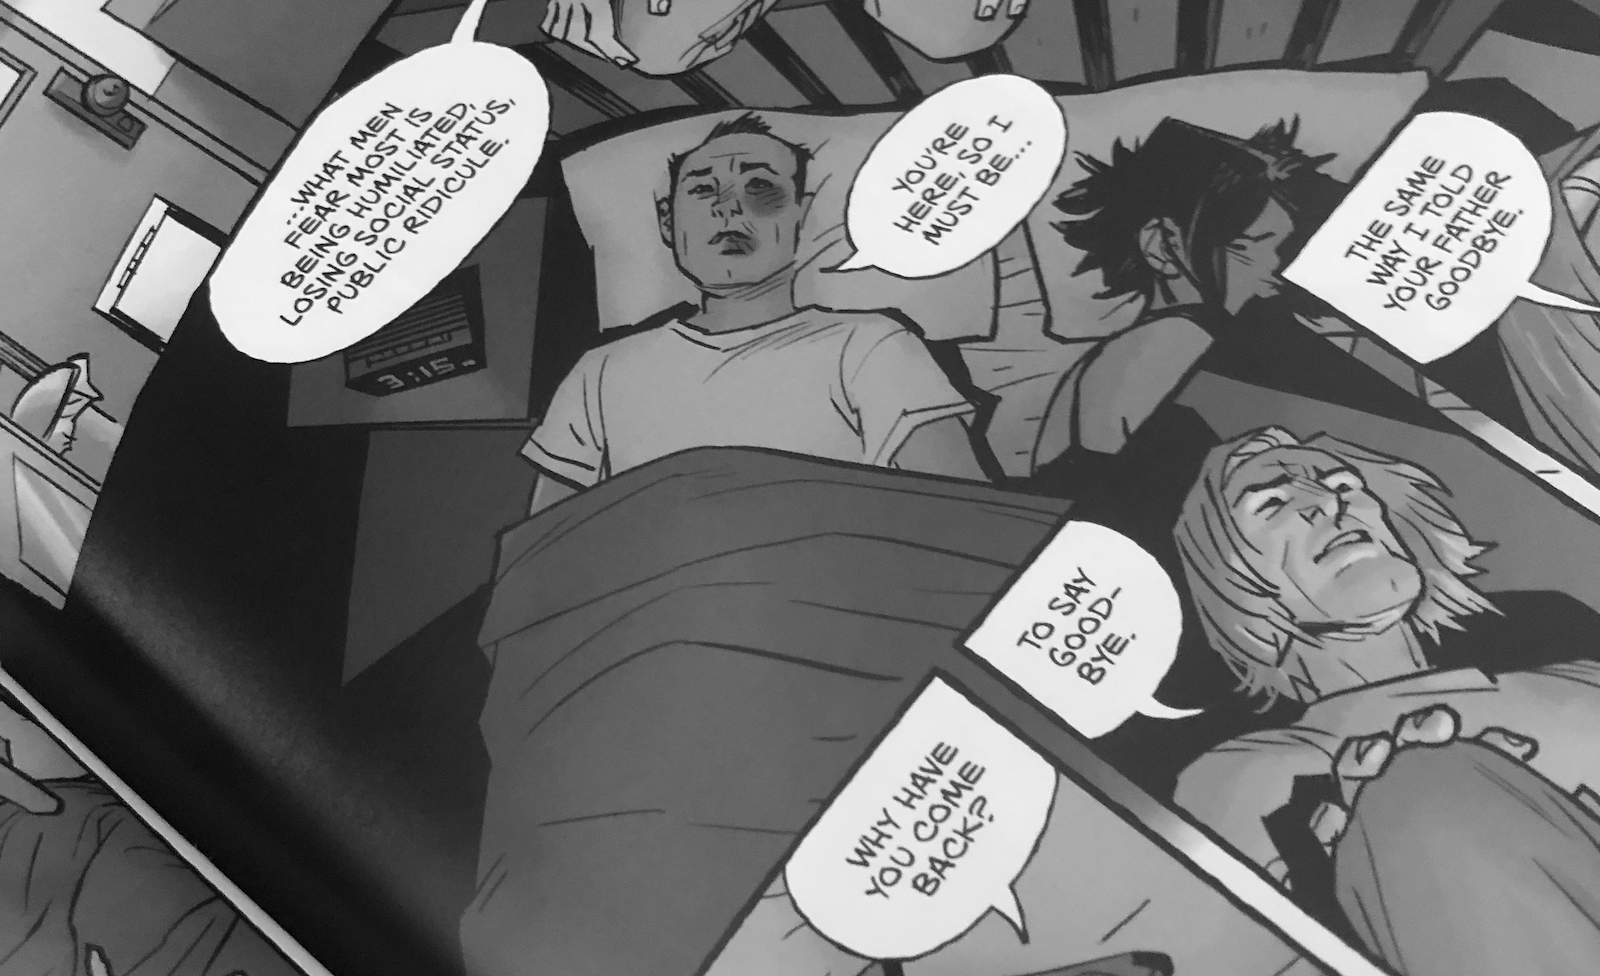 ...WHAT MEN
FEAR MOST IS
BEING HUMILIATED,
LOSING SOCIAL STATUS,
PUBLIC RIDICULE.
YOU'RE
HERE, SO I
MUST BE...
THE SAME
WAY I TOLD
YOUR FATHER
GOODBYE.
3:15
TO SAY
GOOD-
BYE.
WHY HAVE
YOU COME
BACK?